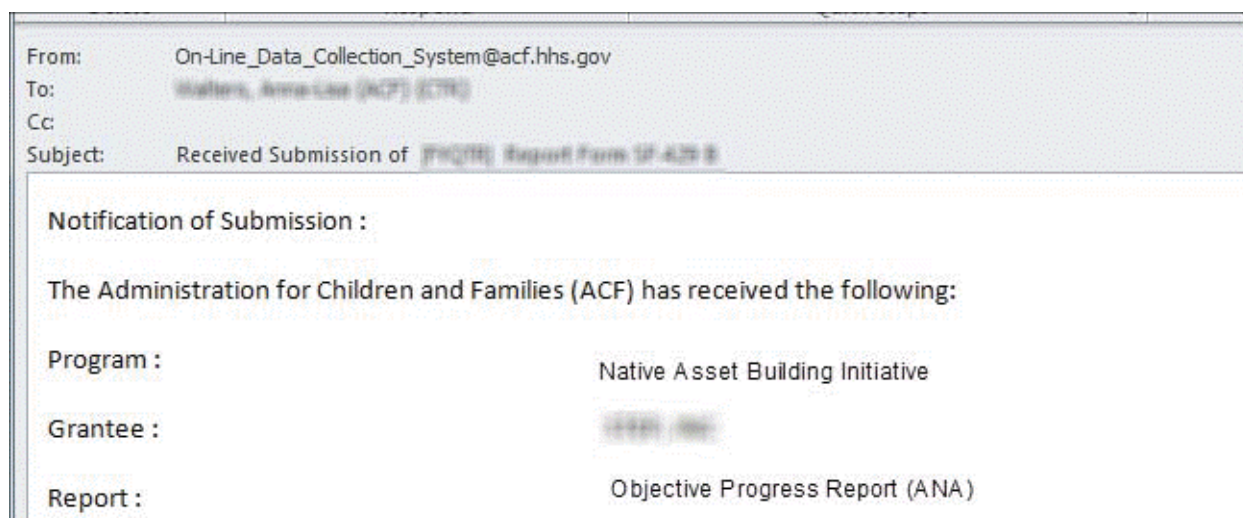 From: On-Line_Data_Collection_System@acf.hhs.gov
To:
Cc:
Subject: Received Submission of
Notification of Submission :
The Administration for Children and Families (ACF) has received the following:
Program : Native Asset Building Initiative
Grantee :
Report : Objective Progress Report (ANA)